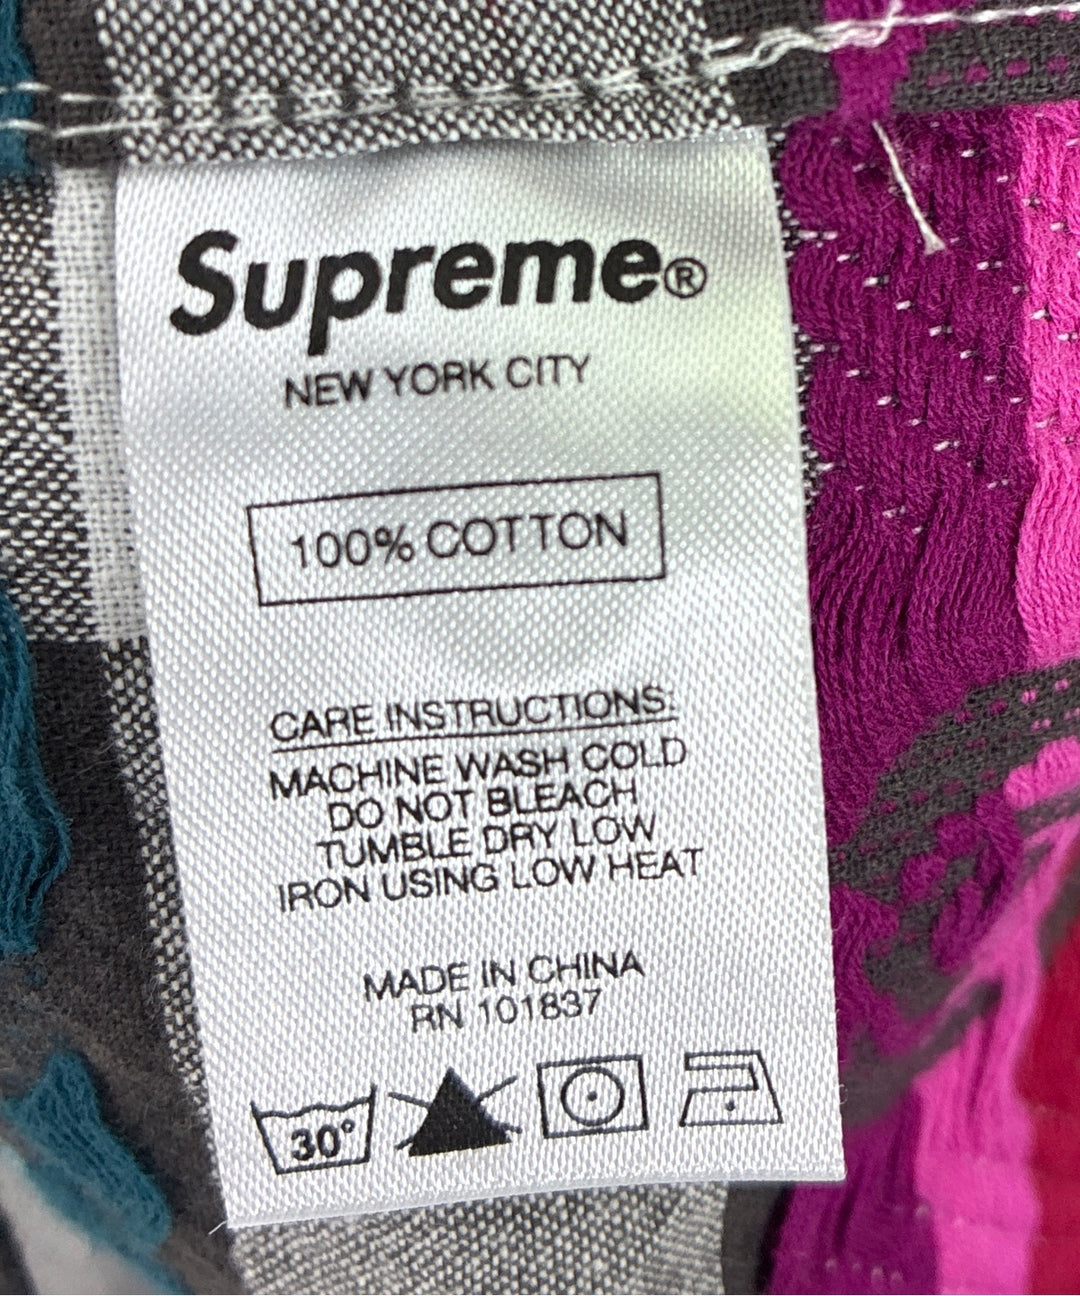 Supreme®
NEW YORK CITY
100% COTTON
CARE INSTRUCTIONS:
MACHINE WASH COLD
DO NOT BLEACH
TUMBLE DRY LOW
IRON USING LOW HEAT
MADE IN CHINA
RN 101837
30°